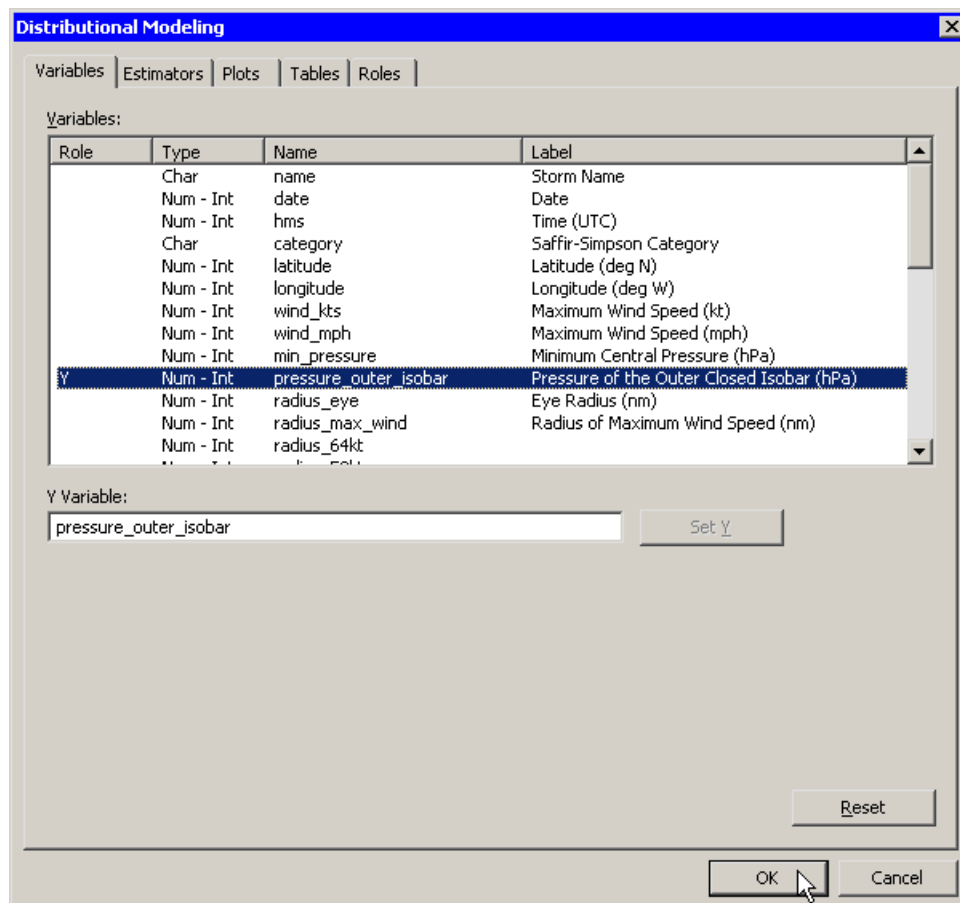 Distributional Modeling
Variables Estimators Plots Tables Roles
Variables:
Role Type Name Label
Char name Storm Name
Num - Int date Date
Num - Int hms Time (UTC)
Char category Saffir-Simpson Category
Num - Int latitude Latitude (deg N)
Num - Int longitude Longitude (deg W)
Num - Int wind_kts Maximum Wind Speed (kt)
Num - Int wind_mph Maximum Wind Speed (mph)
Num - Int min_pressure Minimum Central Pressure (hPa)
Y Num - Int pressure_outer_isobar Pressure of the Outer Closed Isobar (hPa)
Num - Int radius_eye Eye Radius (nm)
Num - Int radius_max_wind Radius of Maximum Wind Speed (nm)
Num - Int radius_64kt
Y Variable:
pressure_outer_isobar Set Y
Reset
OK Cancel